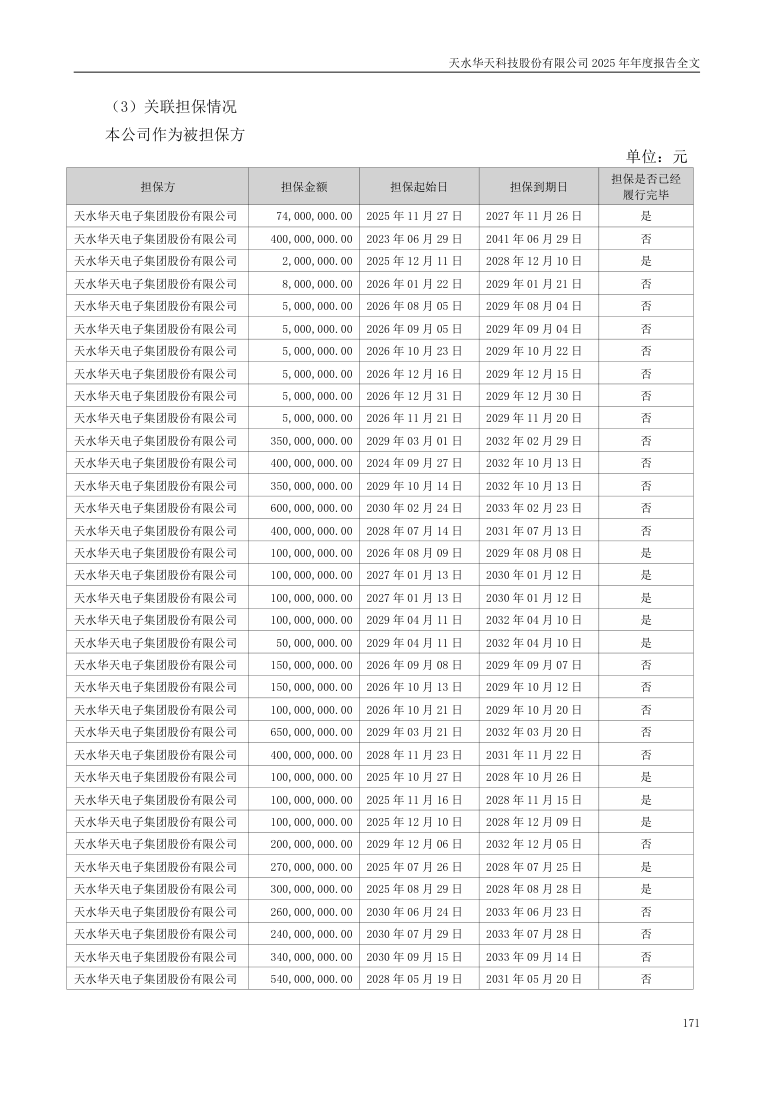 天水华天科技股份有限公司 2025 年年度报告全文
（3）关联担保情况
本公司作为被担保方
单位：元
担保方 担保金额 担保起始日 担保到期日 担保是否已经
履行完毕
天水华天电子集团股份有限公司 74,000,000.00 2025 年 11 月 27 日 2027 年 11 月 26 日 是
天水华天电子集团股份有限公司 400,000,000.00 2023 年 06 月 29 日 2041 年 06 月 29 日 否
天水华天电子集团股份有限公司 2,000,000.00 2025 年 12 月 11 日 2028 年 12 月 10 日 是
天水华天电子集团股份有限公司 8,000,000.00 2026 年 01 月 22 日 2029 年 01 月 21 日 否
天水华天电子集团股份有限公司 5,000,000.00 2026 年 08 月 05 日 2029 年 08 月 04 日 否
天水华天电子集团股份有限公司 5,000,000.00 2026 年 09 月 05 日 2029 年 09 月 04 日 否
天水华天电子集团股份有限公司 5,000,000.00 2026 年 10 月 23 日 2029 年 10 月 22 日 否
天水华天电子集团股份有限公司 5,000,000.00 2026 年 12 月 16 日 2029 年 12 月 15 日 否
天水华天电子集团股份有限公司 5,000,000.00 2026 年 12 月 31 日 2029 年 12 月 30 日 否
天水华天电子集团股份有限公司 5,000,000.00 2026 年 11 月 21 日 2029 年 11 月 20 日 否
天水华天电子集团股份有限公司 350,000,000.00 2029 年 03 月 01 日 2032 年 02 月 29 日 否
天水华天电子集团股份有限公司 400,000,000.00 2024 年 09 月 27 日 2032 年 10 月 13 日 否
天水华天电子集团股份有限公司 350,000,000.00 2029 年 10 月 14 日 2032 年 10 月 13 日 否
天水华天电子集团股份有限公司 600,000,000.00 2030 年 02 月 24 日 2033 年 02 月 23 日 否
天水华天电子集团股份有限公司 400,000,000.00 2028 年 07 月 14 日 2031 年 07 月 13 日 否
天水华天电子集团股份有限公司 100,000,000.00 2026 年 08 月 09 日 2029 年 08 月 08 日 是
天水华天电子集团股份有限公司 100,000,000.00 2027 年 01 月 13 日 2030 年 01 月 12 日 是
天水华天电子集团股份有限公司 100,000,000.00 2027 年 01 月 13 日 2030 年 01 月 12 日 是
天水华天电子集团股份有限公司 100,000,000.00 2029 年 04 月 11 日 2032 年 04 月 10 日 是
天水华天电子集团股份有限公司 50,000,000.00 2029 年 04 月 11 日 2032 年 04 月 10 日 是
天水华天电子集团股份有限公司 150,000,000.00 2026 年 09 月 08 日 2029 年 09 月 07 日 否
天水华天电子集团股份有限公司 150,000,000.00 2026 年 10 月 13 日 2029 年 10 月 12 日 否
天水华天电子集团股份有限公司 100,000,000.00 2026 年 10 月 21 日 2029 年 10 月 20 日 否
天水华天电子集团股份有限公司 650,000,000.00 2029 年 03 月 21 日 2032 年 03 月 20 日 否
天水华天电子集团股份有限公司 400,000,000.00 2028 年 11 月 23 日 2031 年 11 月 22 日 否
天水华天电子集团股份有限公司 100,000,000.00 2025 年 10 月 27 日 2028 年 10 月 26 日 是
天水华天电子集团股份有限公司 100,000,000.00 2025 年 11 月 16 日 2028 年 11 月 15 日 是
天水华天电子集团股份有限公司 100,000,000.00 2025 年 12 月 10 日 2028 年 12 月 09 日 是
天水华天电子集团股份有限公司 200,000,000.00 2029 年 12 月 06 日 2032 年 12 月 05 日 否
天水华天电子集团股份有限公司 270,000,000.00 2025 年 07 月 26 日 2028 年 07 月 25 日 是
天水华天电子集团股份有限公司 300,000,000.00 2025 年 08 月 29 日 2028 年 08 月 28 日 是
天水华天电子集团股份有限公司 260,000,000.00 2030 年 06 月 24 日 2033 年 06 月 23 日 否
天水华天电子集团股份有限公司 240,000,000.00 2030 年 07 月 29 日 2033 年 07 月 28 日 否
天水华天电子集团股份有限公司 340,000,000.00 2030 年 09 月 15 日 2033 年 09 月 14 日 否
天水华天电子集团股份有限公司 540,000,000.00 2028 年 05 月 19 日 2031 年 05 月 20 日 否
171